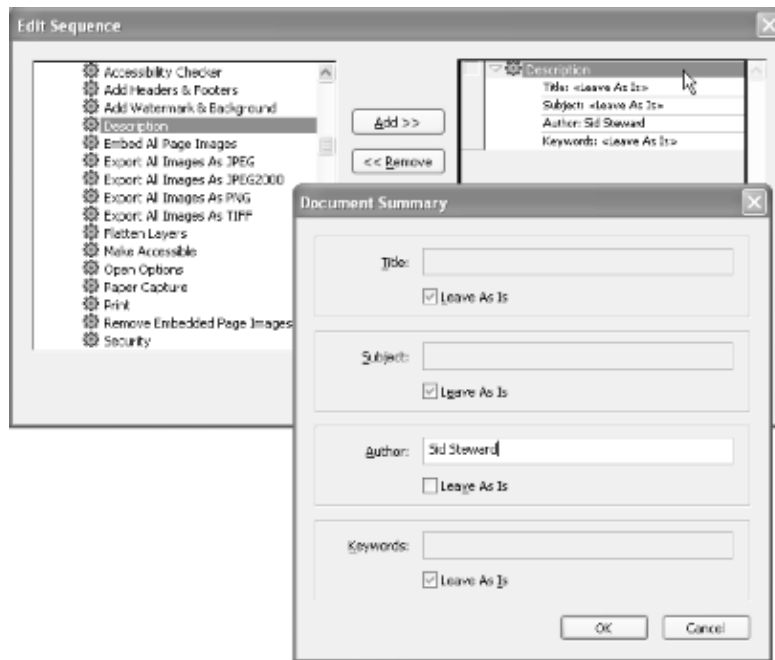 Edit Sequence
Accessibility Checker
Add Headers & Footers
Add Watermark & Background
Description
Embed All Page Images
Export All Images As JPEG
Export All Images As JPEG2000
Export All Images As PNG
Export All Images As TIFF
Flatten Layers
Make Accessible
Open Options
Paper Capture
Print
Remove Embedded Page Images
Security
Add >>
<< Remove
Description
Title: <Leave As Is>
Subject: <Leave As Is>
Author: Sid Steward
Keywords: <Leave As Is>
Document Summary
Title:
Leave As Is
Subject:
Leave As Is
Author: Sid Steward
Leave As Is
Keywords:
Leave As Is
OK Cancel